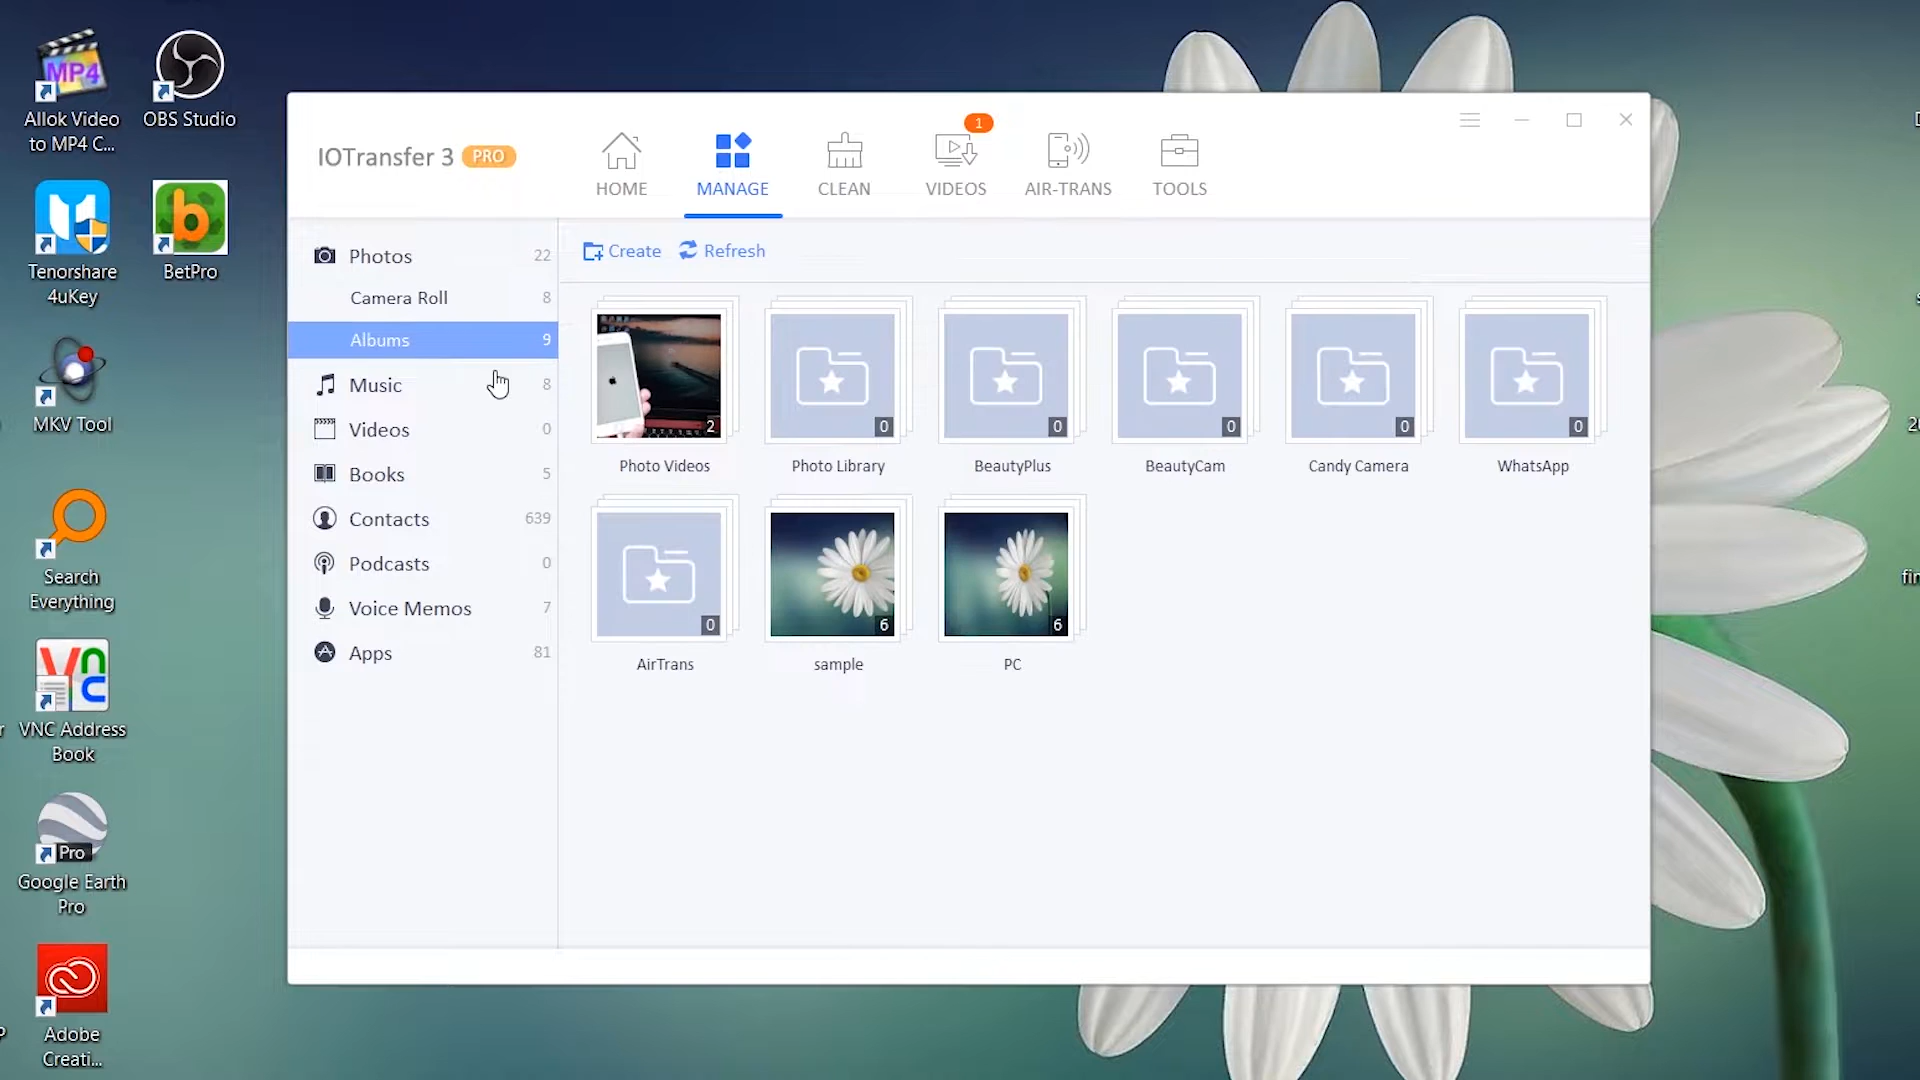 MP4
Allok Video
to MP4 C...
OBS Studio
Tenorshare
4uKey
b
BetPro
MKV Tool
Search
Everything
VNC
VNC Address
Book
Pro
Google Earth
Pro
Adobe
Creati...
IOTransfer 3 PRO
HOME
MANAGE
CLEAN
1
VIDEOS
AIR-TRANS
TOOLS
Photos 22
Camera Roll 8
Albums 9
Music 8
Videos 0
Books 5
Contacts 639
Podcasts 0
Voice Memos 7
Apps 81
Create
Refresh
2
Photo Videos
0
Photo Library
0
BeautyPlus
0
BeautyCam
0
Candy Camera
0
WhatsApp
0
AirTrans
6
sample
6
PC